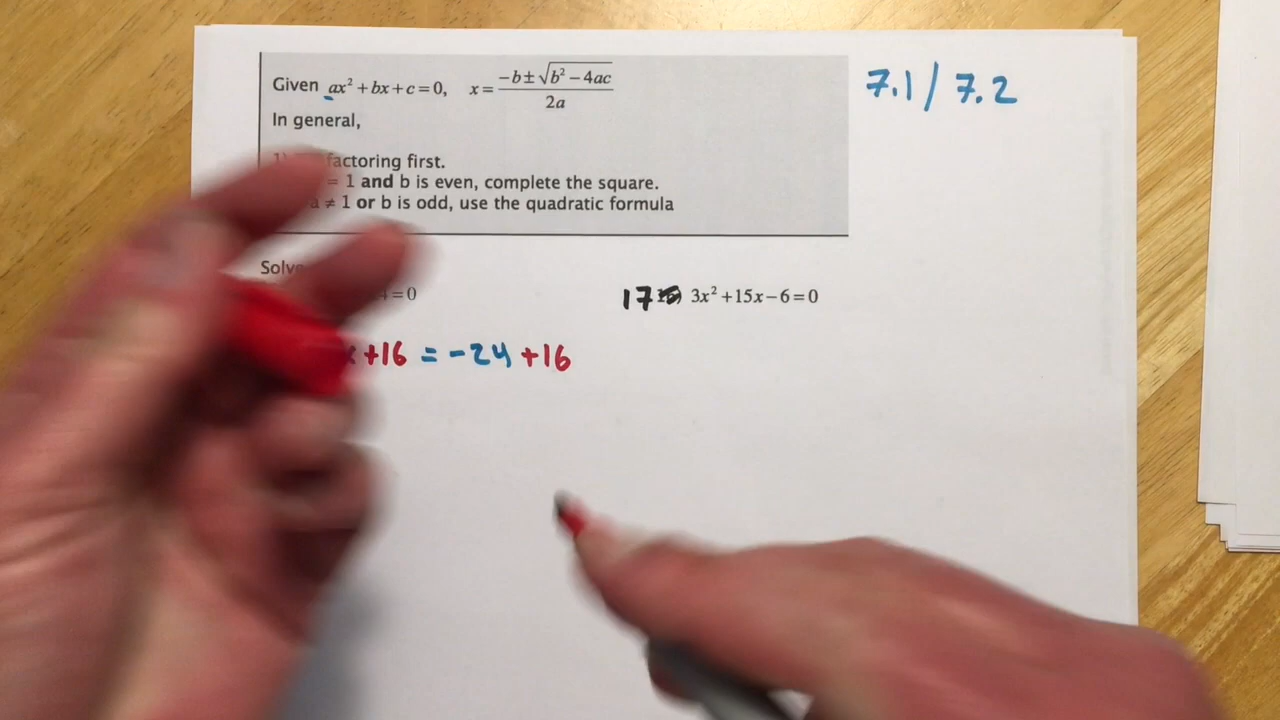 Given ax² + bx + c = 0, x = (-b ± √(b² - 4ac)) / 2a
7.1 / 7.2
In general,
factoring first.
= 1 and b is even, complete the square.
a ≠ 1 or b is odd, use the quadratic formula
Solve
4 = 0
17 3x² + 15x - 6 = 0
x +16 = -24 +16